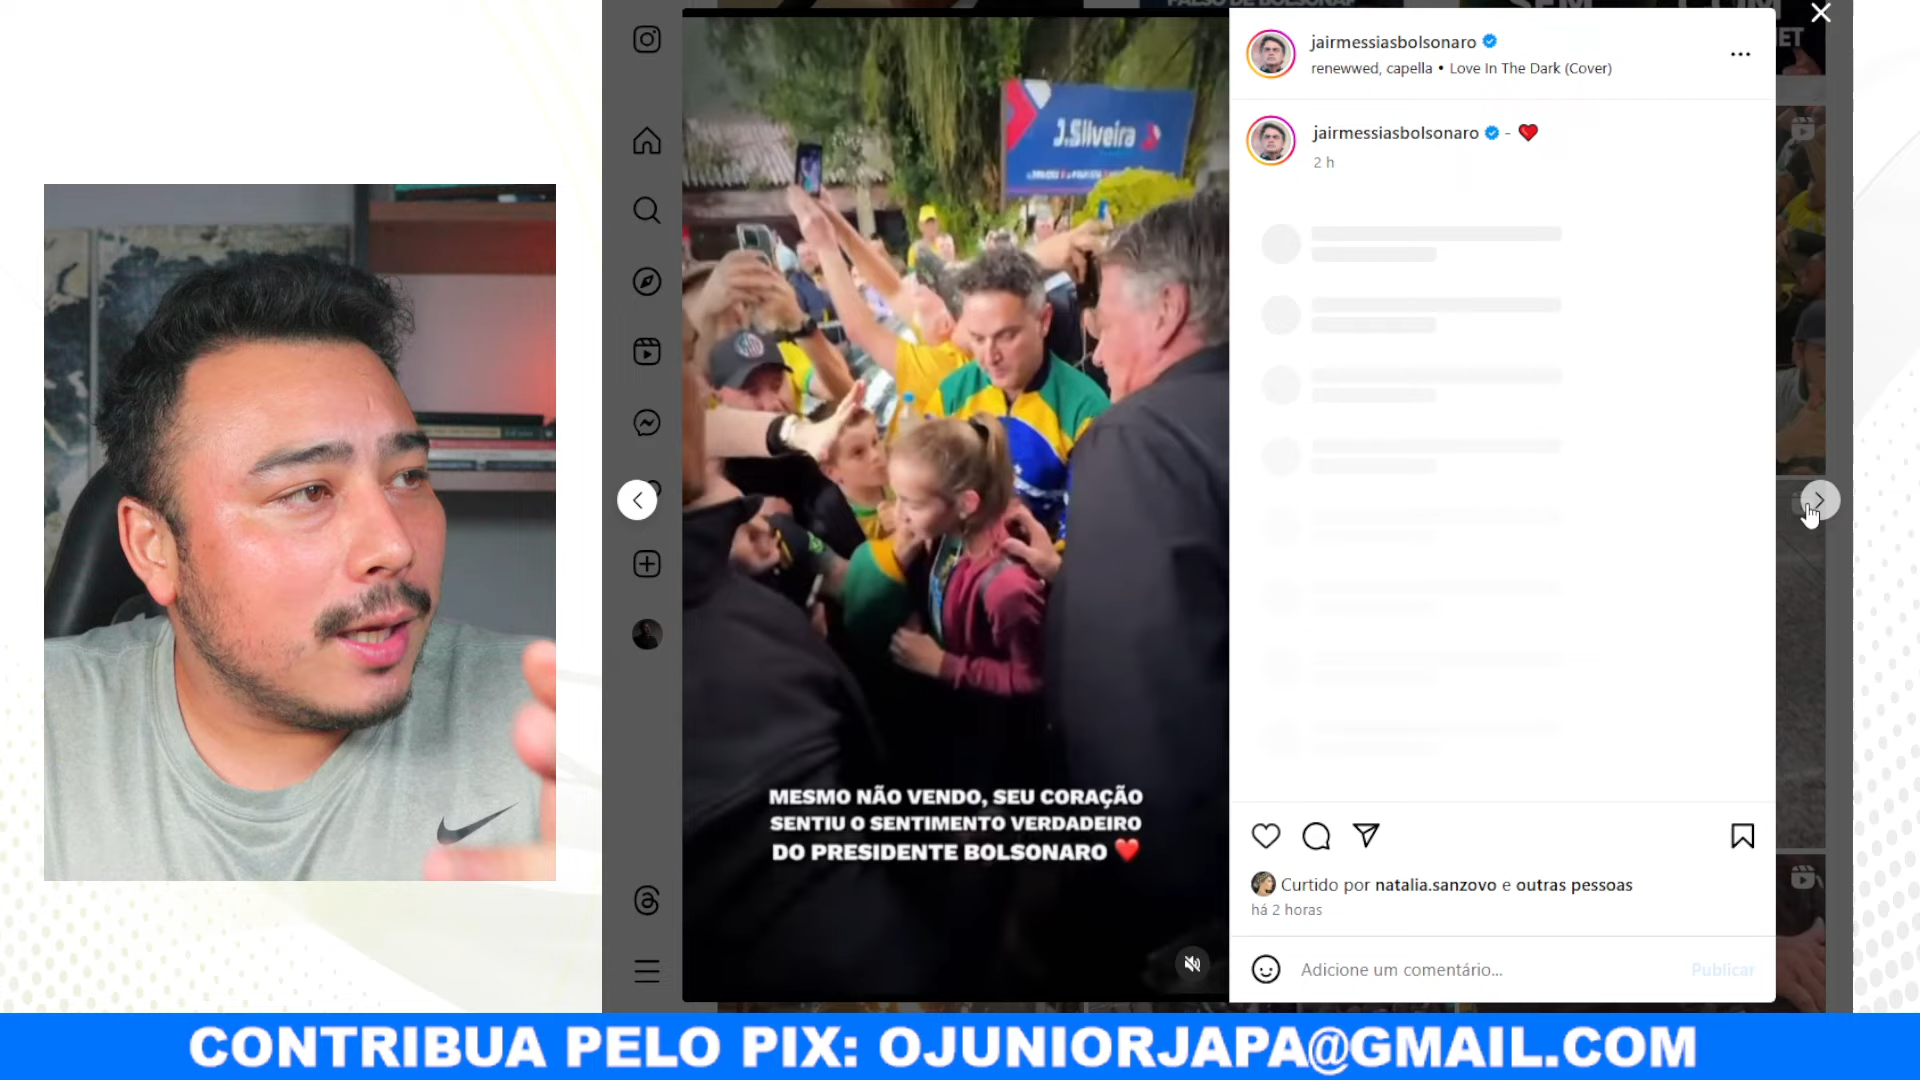 jairmessiasbolsonaro
renewwed, capella • Love In The Dark (Cover)
jairmessiasbolsonaro -
2 h
J.Silveira
MESMO NÃO VENDO, SEU CORAÇÃO
SENTIU O SENTIMENTO VERDADEIRO
DO PRESIDENTE BOLSONARO
Curtido por natalia.sanzovo e outras pessoas
há 2 horas
Adicione um comentário...
Publicar
CONTRIBUA PELO PIX: OJUNIORJAPA@GMAIL.COM